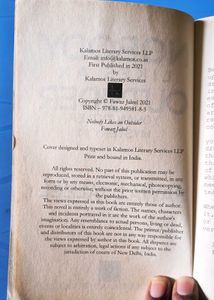 Kalamos Literary Services LLP
Email: info@kalamos.co.in
First Published in 2021
by
Kalamos Literary Services
Copyright © Fawaz Jaleel 2021
ISBN – 978-81-949581-8-5
Nobody Likes an Outsider
Fawaz Jaleel
Cover designed and typeset in Kalamos Literary Services LLP
Print and bound in India.
All rights reserved. No part of this publication may be
reproduced, stored in a retrieval system, or transmitted, in any
form or by any means, electronic, mechanical, photocopying,
recording or otherwise, without the prior written permission by
the publishers.
The views expressed in this book are entirely those of author.
This novel is entirely a work of fiction. The names, characters
and incidents portrayed in it are the work of the author's
imagination. Any resemblance to actual persons, living or dead,
events or localities is entirely coincidental. The printer/publisher
and distributors of this book are not in any way responsible for
the views expressed by author in this book. All disputes are
subject to arbitration, legal actions if any are subject to the
jurisdiction of courts of New Delhi, India.